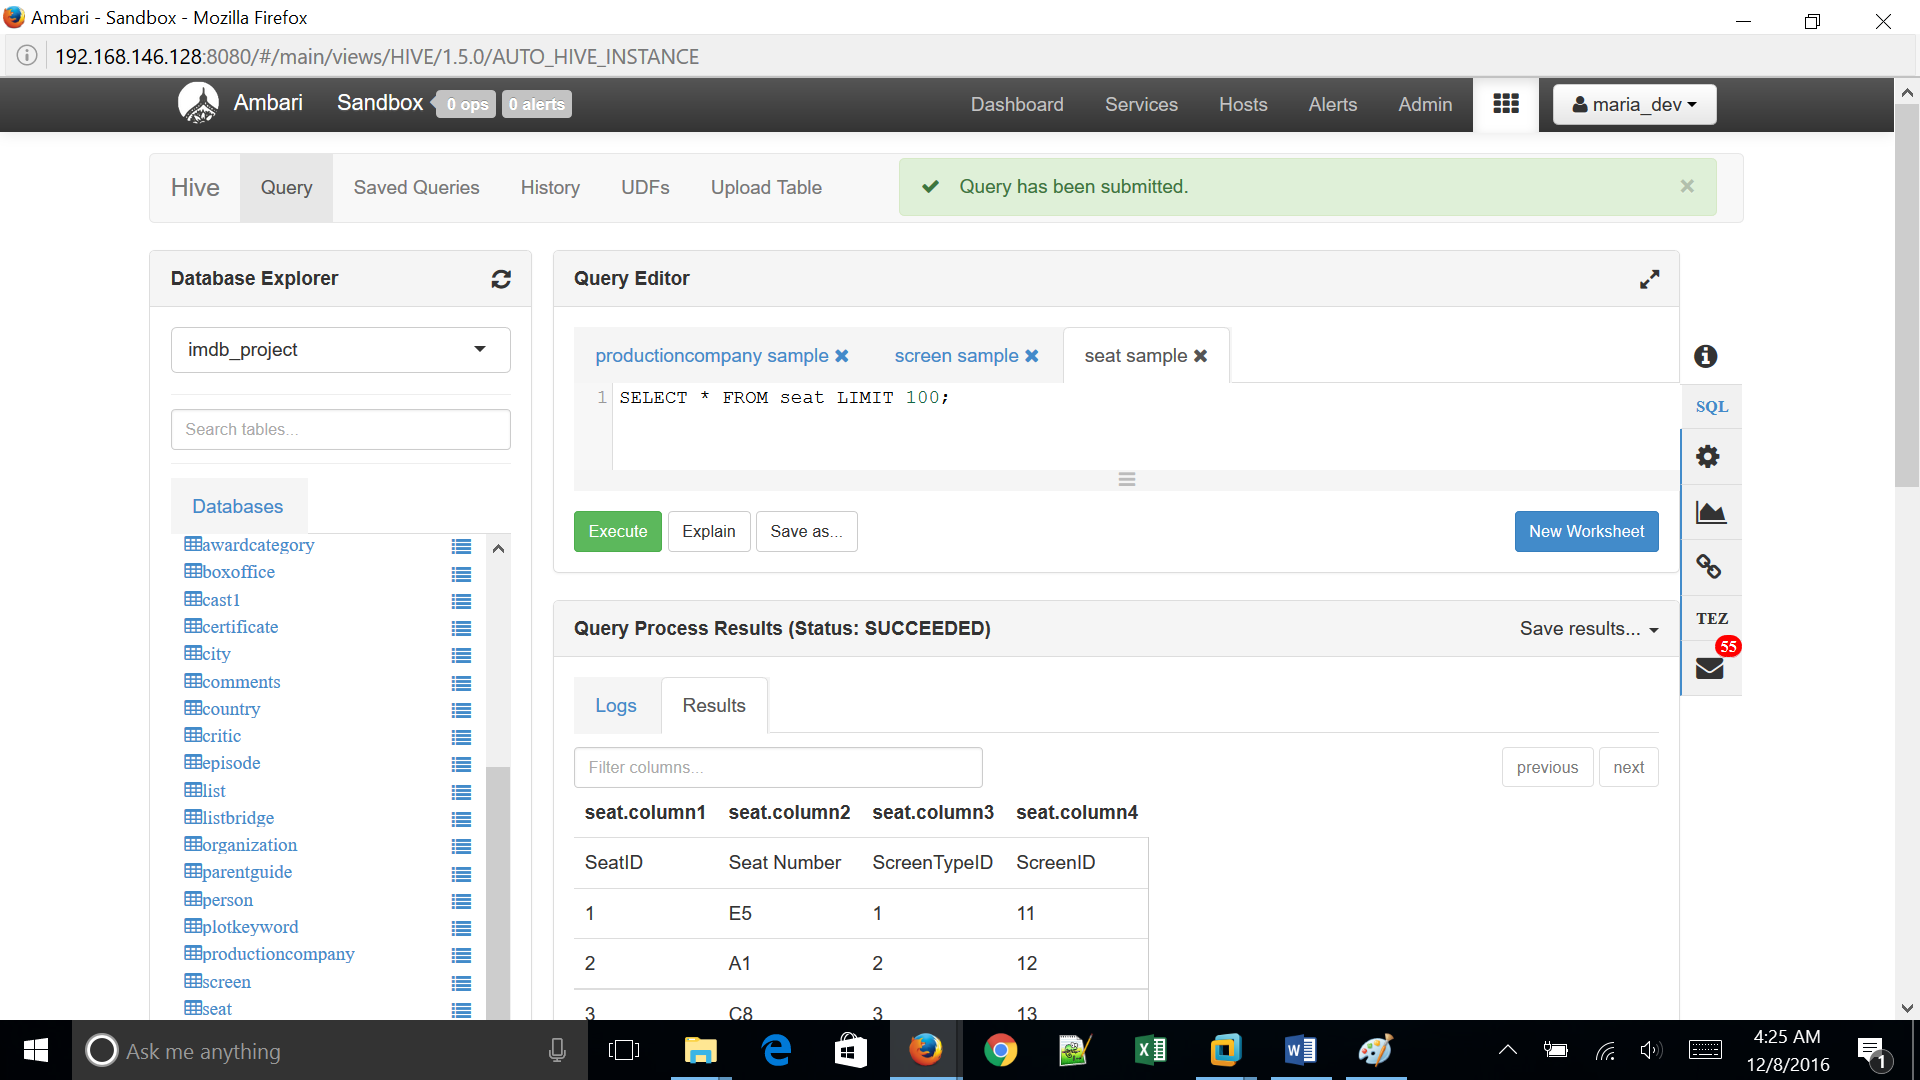 Ambari - Sandbox - Mozilla Firefox
192.168.146.128:8080/#/main/views/HIVE/1.5.0/AUTO_HIVE_INSTANCE
Ambari Sandbox 0 ops 0 alerts Dashboard Services Hosts Alerts Admin maria_dev
Hive Query Saved Queries History UDFs Upload Table Query has been submitted.
Database Explorer
imdb_project
Search tables...
Databases
awardcategory
boxoffice
cast1
certificate
city
comments
country
critic
episode
list
listbridge
organization
parentguide
person
plotkeyword
productioncompany
screen
seat
Query Editor
productioncompany sample screen sample seat sample
1 SELECT * FROM seat LIMIT 100;
Execute Explain Save as... New Worksheet
SQL
TEZ
55
Query Process Results (Status: SUCCEEDED) Save results...
Logs Results
Filter columns... previous next
seat.column1 seat.column2 seat.column3 seat.column4
SeatID Seat Number ScreenTypeID ScreenID
1 E5 1 11
2 A1 2 12
3 C8 3 13
Ask me anything
4:25 AM
12/8/2016
1